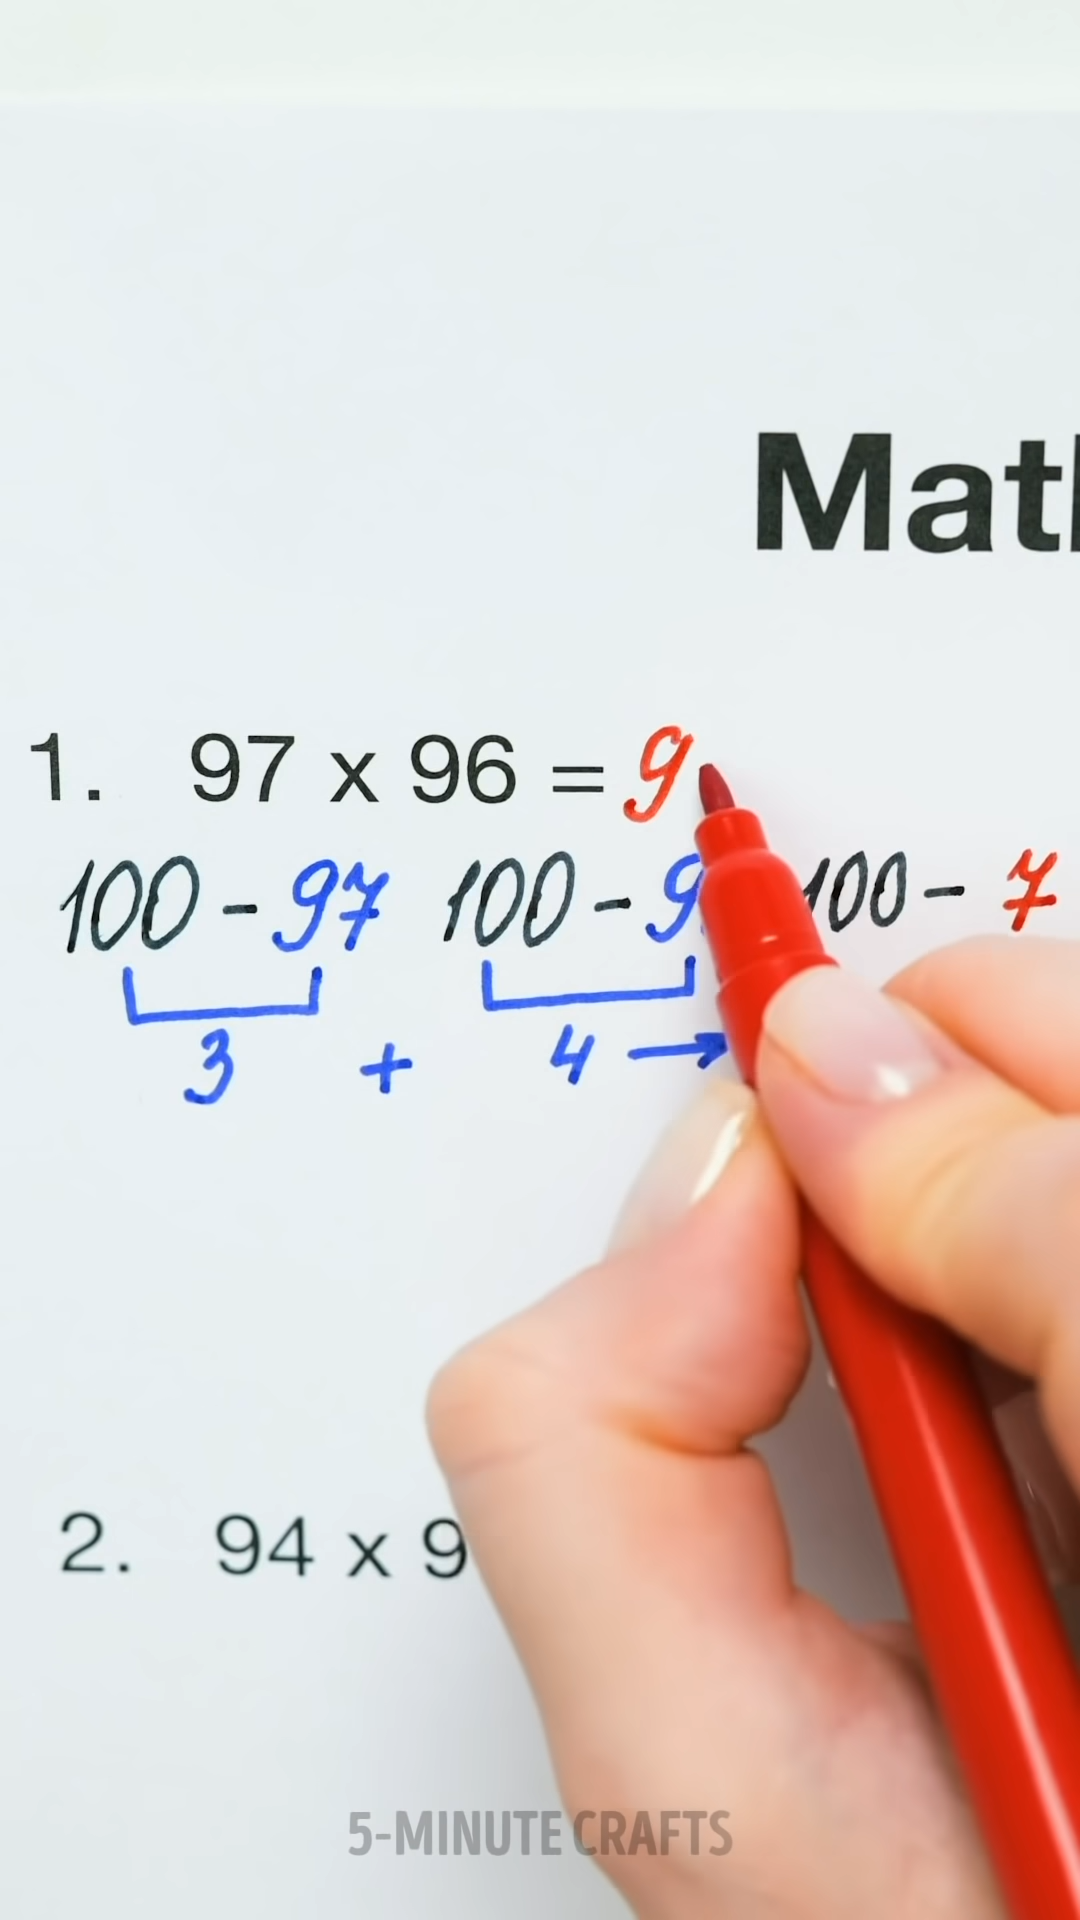 Mat
1. 97 x 96 = 9
100 - 97 100 - 9 100 - 7
3 + 4 →
2. 94 x 9
5-MINUTE CRAFTS